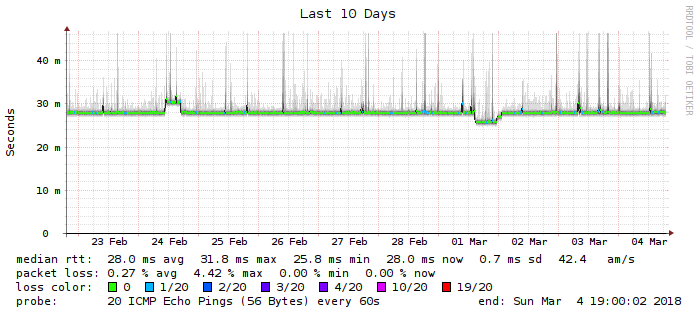 Last 10 Days
RRDTOOL / TOBI OETIKER
Seconds
40 m
30 m
20 m
10 m
0
23 Feb 24 Feb 25 Feb 26 Feb 27 Feb 28 Feb 01 Mar 02 Mar 03 Mar 04 Mar
median rtt: 28.0 ms avg 31.8 ms max 25.8 ms min 28.0 ms now 0.7 ms sd 42.4 am/s
packet loss: 0.27 % avg 4.42 % max 0.00 % min 0.00 % now
loss color: 0 1/20 2/20 3/20 4/20 10/20 19/20
probe: 20 ICMP Echo Pings (56 Bytes) every 60s end: Sun Mar 4 19:00:02 2018